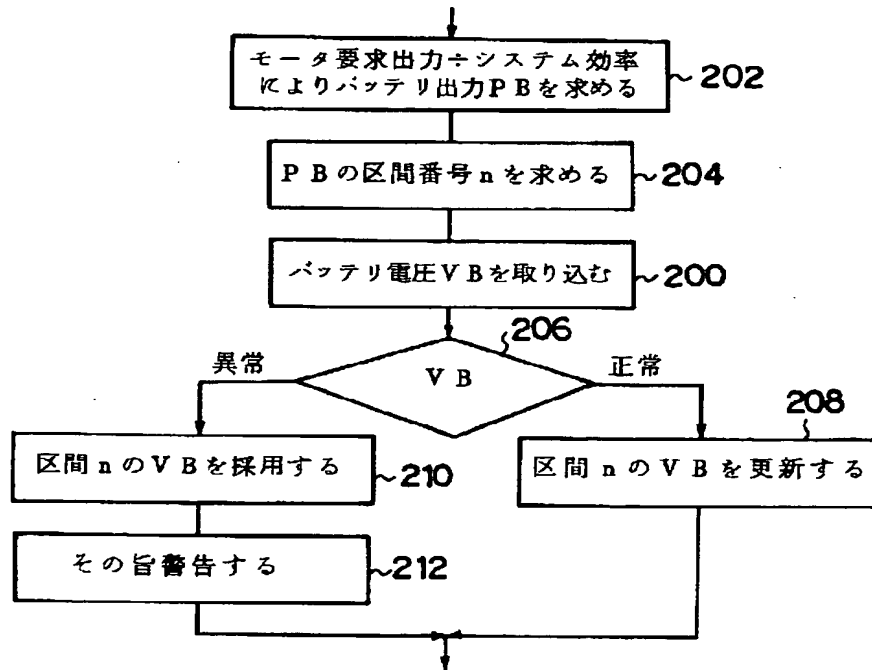 モータ要求出力÷システム効率
によりバッテリ出力PBを求める
202
PBの区間番号nを求める
204
バッテリ電圧VBを取り込む
200
206
異常
VB
正常
208
区間nのVBを採用する
210
区間nのVBを更新する
その旨警告する
212